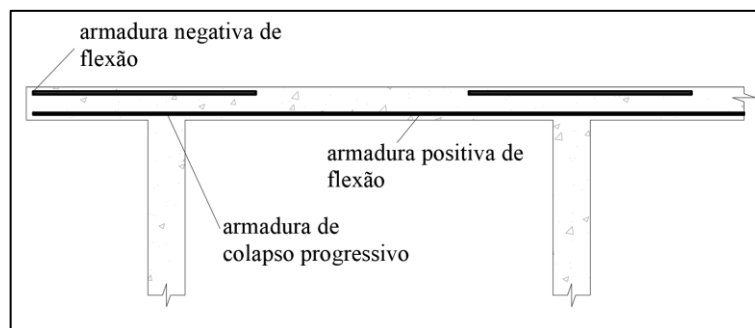 armadura negativa de
flexão
armadura positiva de
flexão
armadura de
colapso progressivo